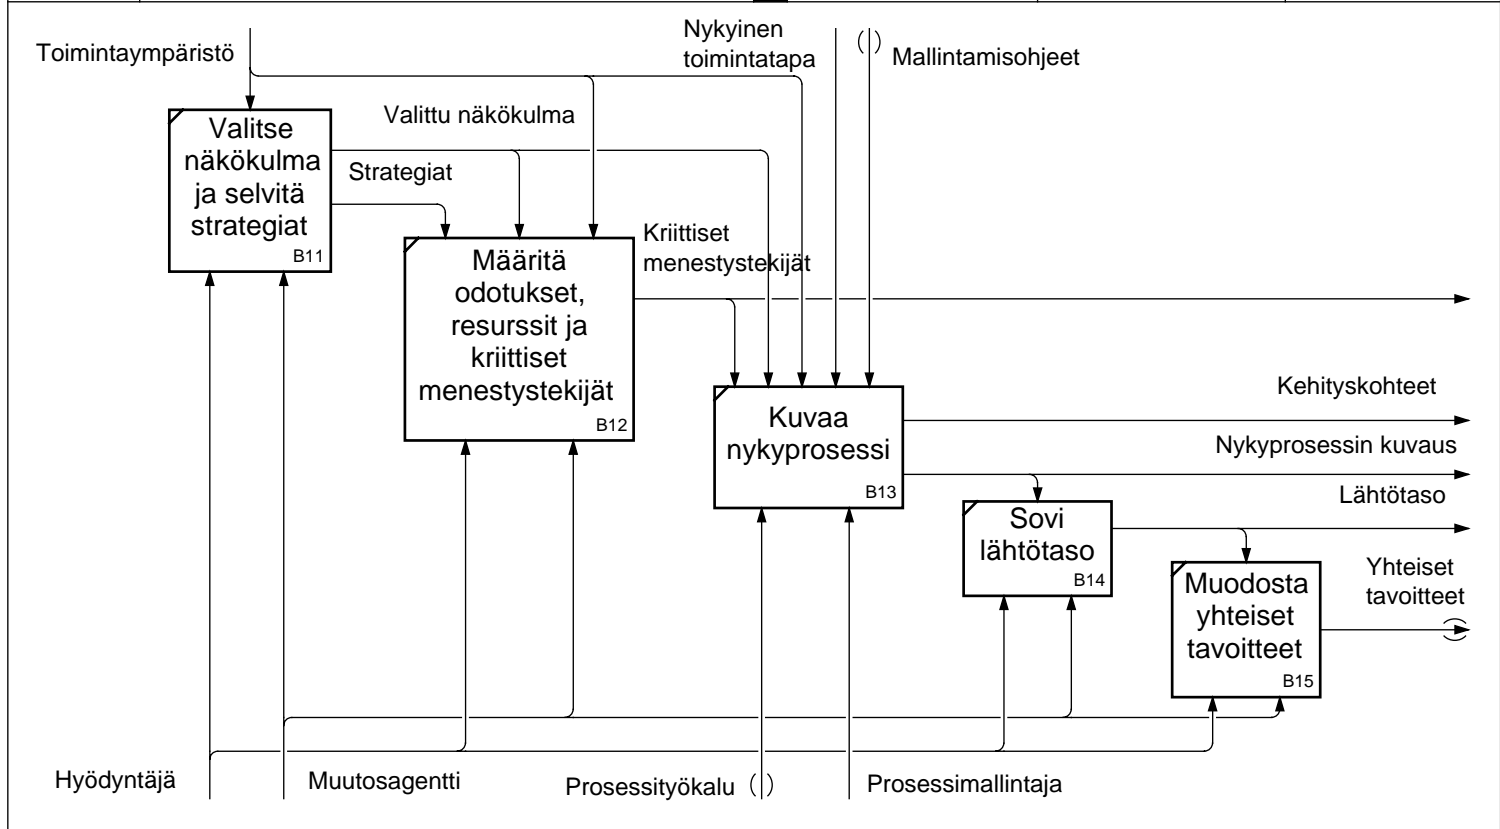 Toimintaympäristö
Nykyinen
toimintatapa
Mallintamisohjeet
Valitse
näkökulma
ja selvitä
strategiat
B11
Valittu näkökulma
Strategiat
Määritä
odotukset,
resurssit ja
kriittiset
menestystekijät
B12
Kriittiset
menestystekijät
Kuvaa
nykyprosessi
B13
Kehityskohteet
Nykyprosessin kuvaus
Lähtötaso
Sovi
lähtötaso
B14
Muodosta
yhteiset
tavoitteet
B15
Yhteiset
tavoitteet
Hyödyntäjä
Muutosagentti
Prosessityökalu
Prosessimallintaja